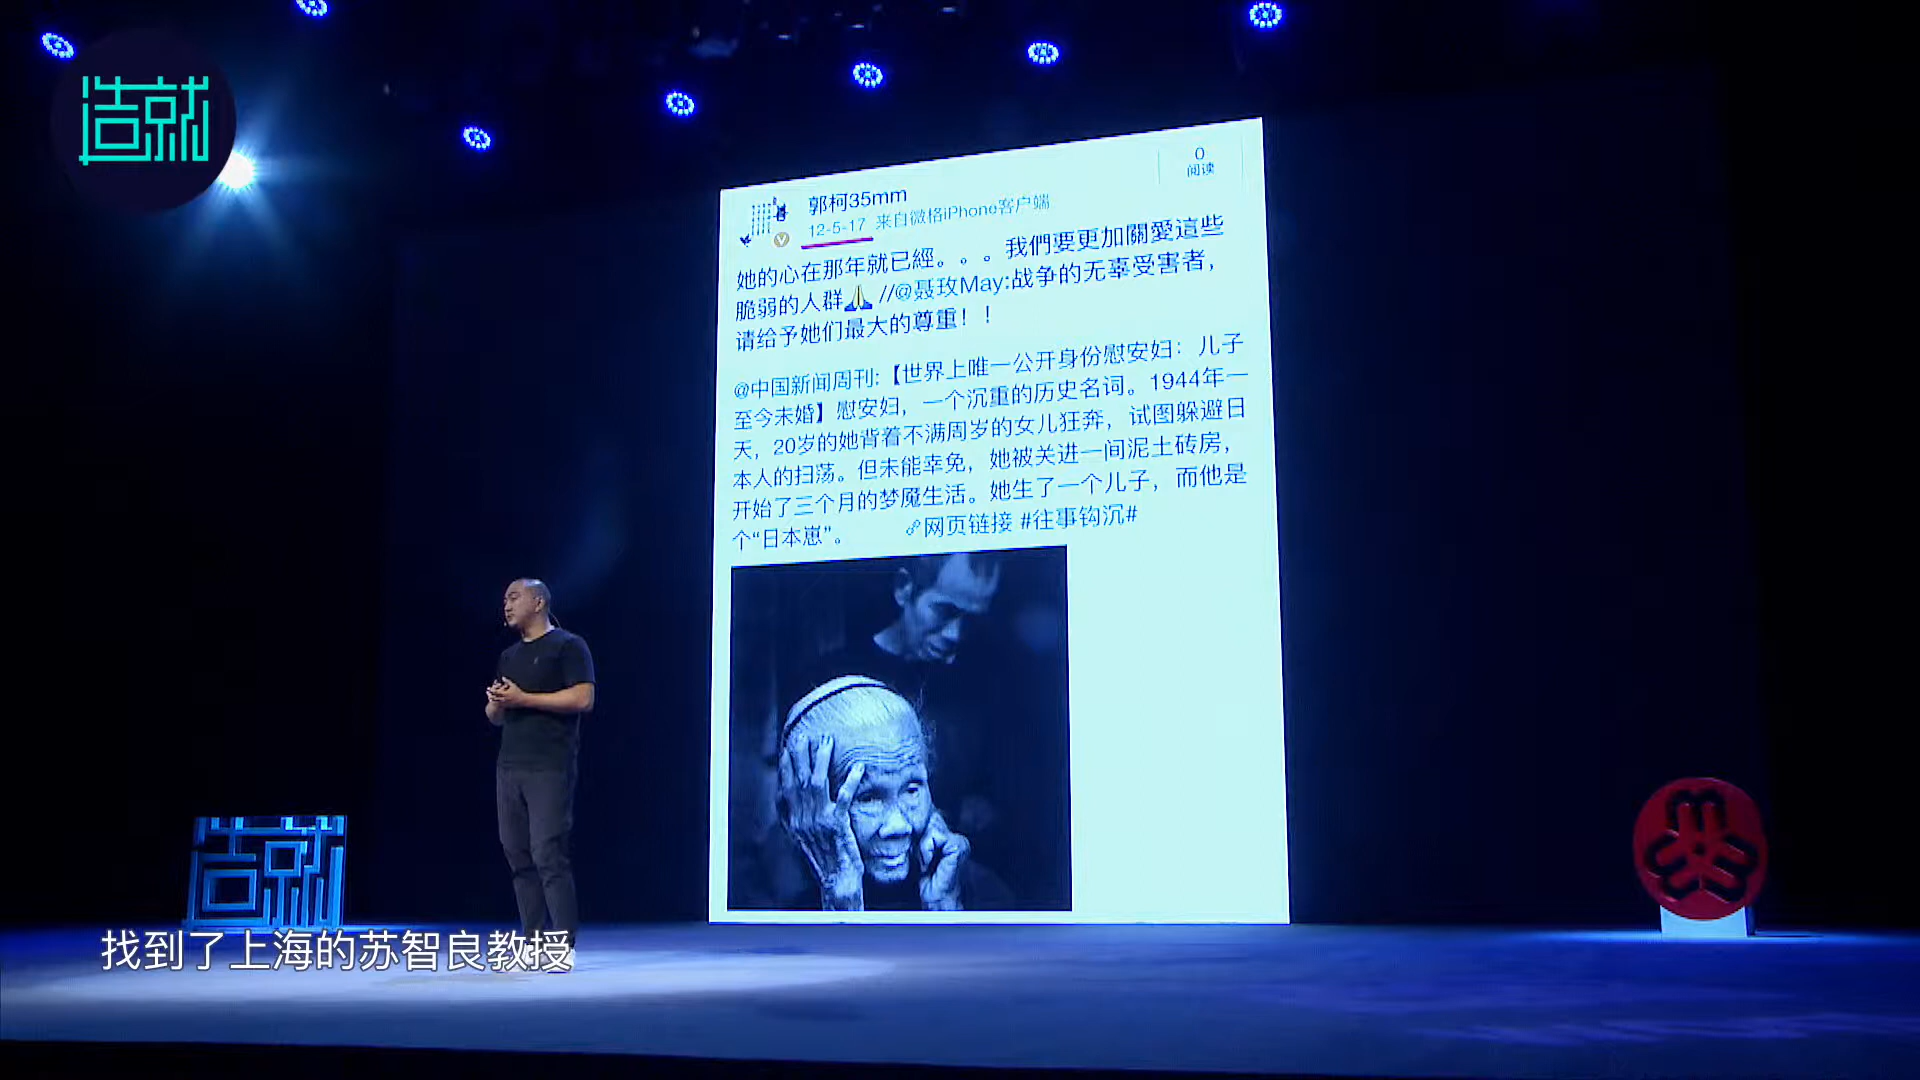 造就
0
阅读
郭柯35mm
12-5-17 来自微格iPhone客户端
她的心在那年就已經。。。我們要更加關愛這些
脆弱的人群🙏 //@聂玫May:战争的无辜受害者，
请给予她们最大的尊重！！
@中国新闻周刊:【世界上唯一公开身份慰安妇：儿子
至今未婚】慰安妇，一个沉重的历史名词。1944年一
天，20岁的她背着不满周岁的女儿狂奔，试图躲避日
本人的扫荡。但未能幸免，她被关进一间泥土砖房，
开始了三个月的梦魇生活。她生了一个儿子，而他是
个“日本崽”。 网页链接 #往事钩沉#
造就
找到了上海的苏智良教授